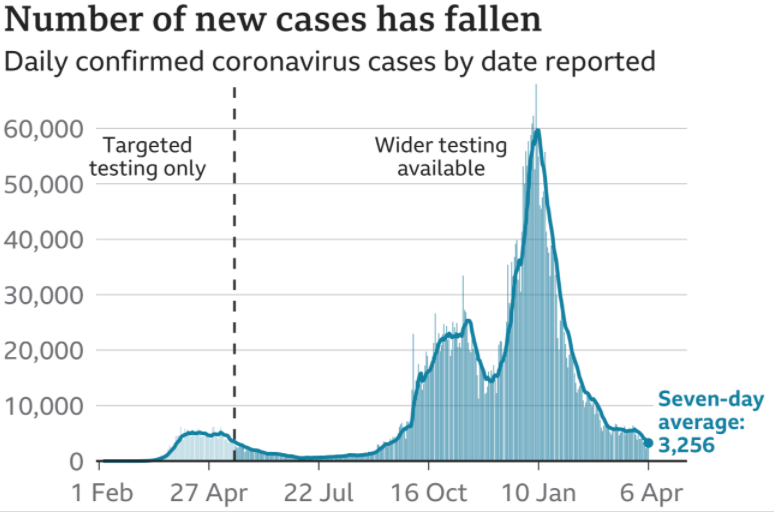 Number of new cases has fallen
Daily confirmed coronavirus cases by date reported
60,000
50,000
40,000
30,000
20,000
10,000
0
Targeted
testing only
Wider testing
available
Seven-day
average:
3,256
1 Feb
27 Apr
22 Jul
16 Oct
10 Jan
6 Apr